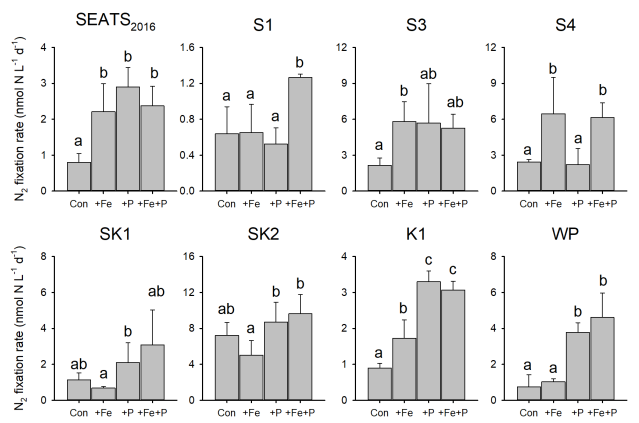 SEATS2016 S1 S3 S4
N2 fixation rate (nmol N L-1 d-1)
4 3 2 1 0
a b b b
Con +Fe +P +Fe+P
1.6 1.2 0.8 0.4 0.0
a a a b
Con +Fe +P +Fe+P
12 9 6 3 0
a b ab ab
Con +Fe +P +Fe+P
12 9 6 3 0
a b a b
Con +Fe +P +Fe+P
SK1 SK2 K1 WP
N2 fixation rate (nmol N L-1 d-1)
8 6 4 2 0
ab a b ab
Con +Fe +P +Fe+P
16 12 8 4 0
ab a b b
Con +Fe +P +Fe+P
4 3 2 1 0
a b c c
Con +Fe +P +Fe+P
8 6 4 2 0
a a b b
Con +Fe +P +Fe+P